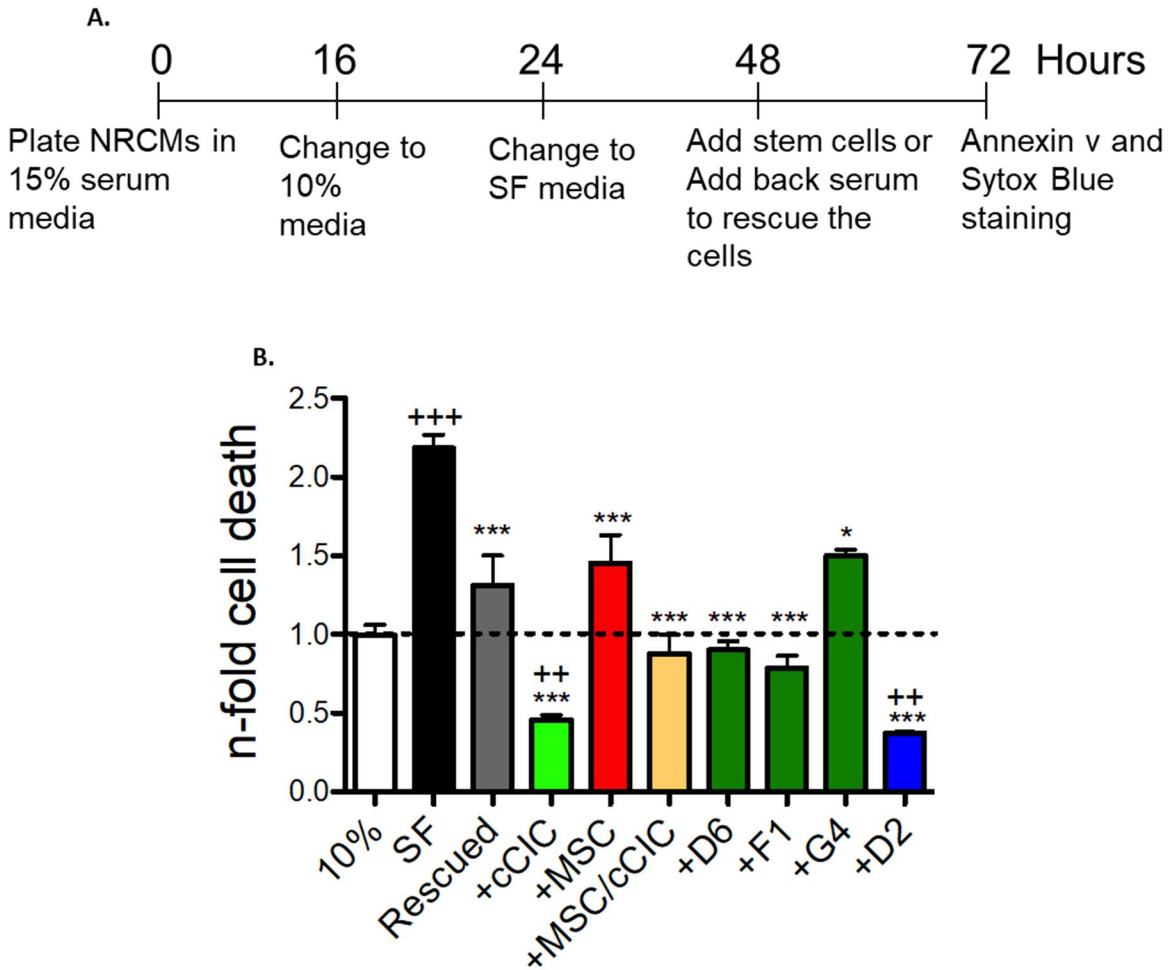 A.
0 16 24 48 72 Hours
Plate NRCMs in
15% serum
media
Change to
10%
media
Change to
SF media
Add stem cells or
Add back serum
to rescue the
cells
Annexin v and
Sytox Blue
staining
B.
n-fold cell death
2.5
2.0
1.5
1.0
0.5
0.0
+++
***
++
***
***
***
***
***
*
++
***
10%
SF
Rescued
+cCIC
+MSC
+MSC/cCIC
+D6
+F1
+G4
+D2